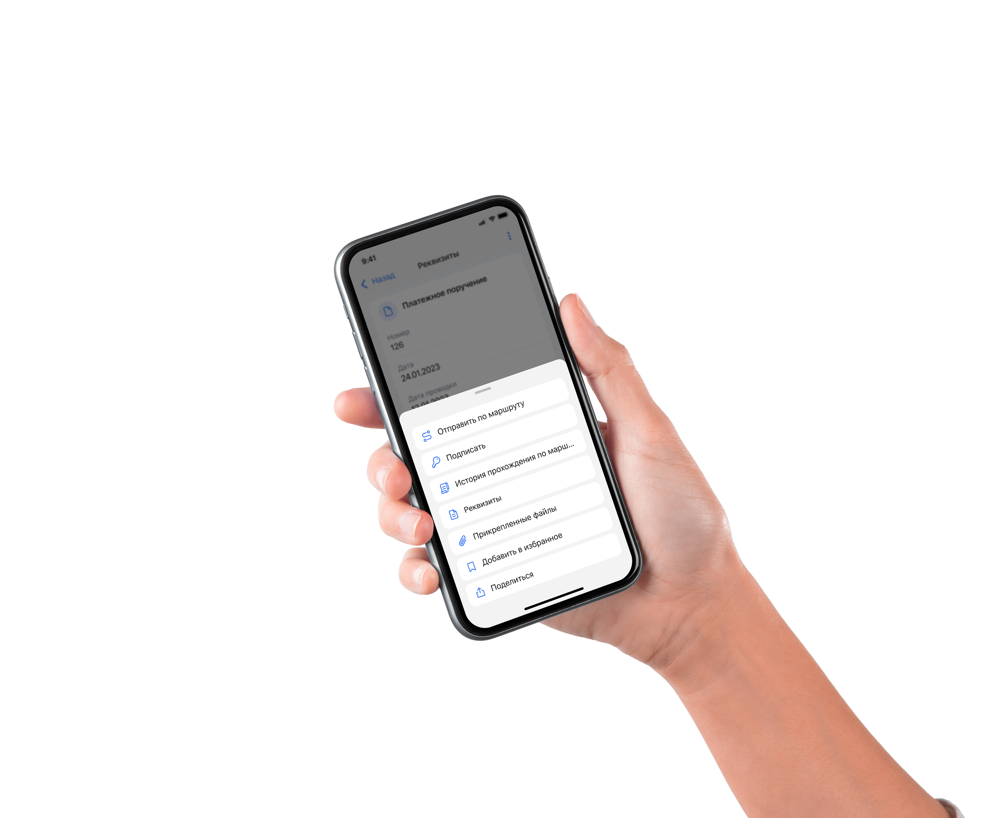 9:41
Назад
Реквизиты
Платежное поручение
Номер
126
Дата
24.01.2023
Дата проводки
Отправить по маршруту
Подписать
История прохождения по марш...
Реквизиты
Прикрепленные файлы
Добавить в избранное
Поделиться